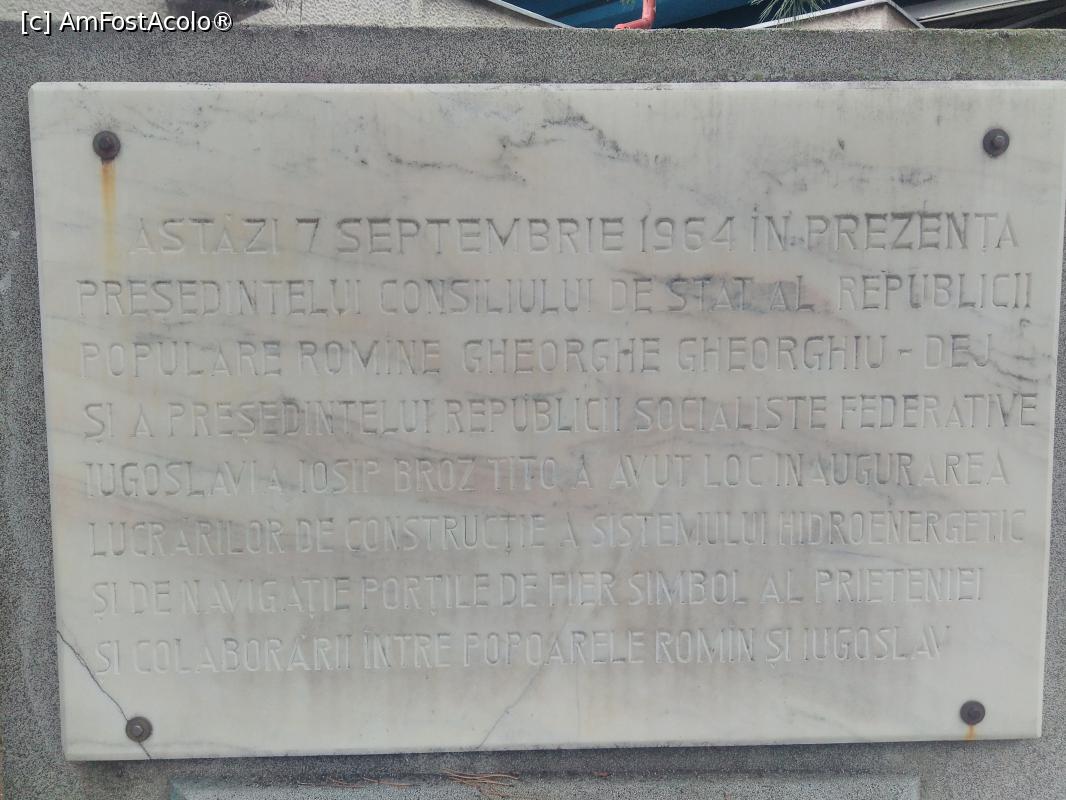 [c] AmFostAcolo®
ASTĂZI 7 SEPTEMBRIE 1964 ÎN PREZENȚA
PREȘEDINTELUI CONSILIULUI DE STAT AL REPUBLICII
POPULARE ROMÎNE GHEORGHE GHEORGHIU - DEJ
ȘI A PREȘEDINTELUI REPUBLICII SOCIALISTE FEDERATIVE
IUGOSLAVIA IOSIP BROZ TITO A AVUT LOC INAUGURAREA
LUCRĂRILOR DE CONSTRUCȚIE A SISTEMULUI HIDROENERGETIC
ȘI DE NAVIGAȚIE PORȚILE DE FIER SIMBOL AL PRIETENIEI
ȘI COLABORĂRII ÎNTRE POPOARELE ROMÎN ȘI IUGOSLAV